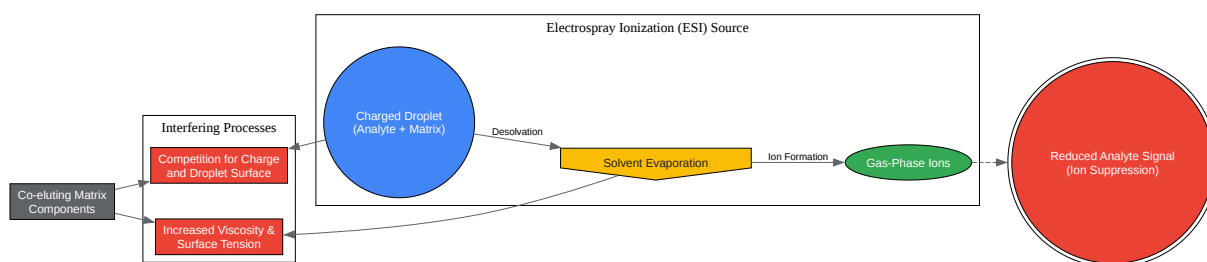 Electrospray Ionization (ESI) Source
Interfering Processes
Co-eluting Matrix
Components
Competition for Charge
and Droplet Surface
Increased Viscosity &
Surface Tension
Charged Droplet
(Analyte + Matrix)
Desolvation
Solvent Evaporation
Ion Formation
Gas-Phase Ions
Reduced Analyte Signal
(Ion Suppression)